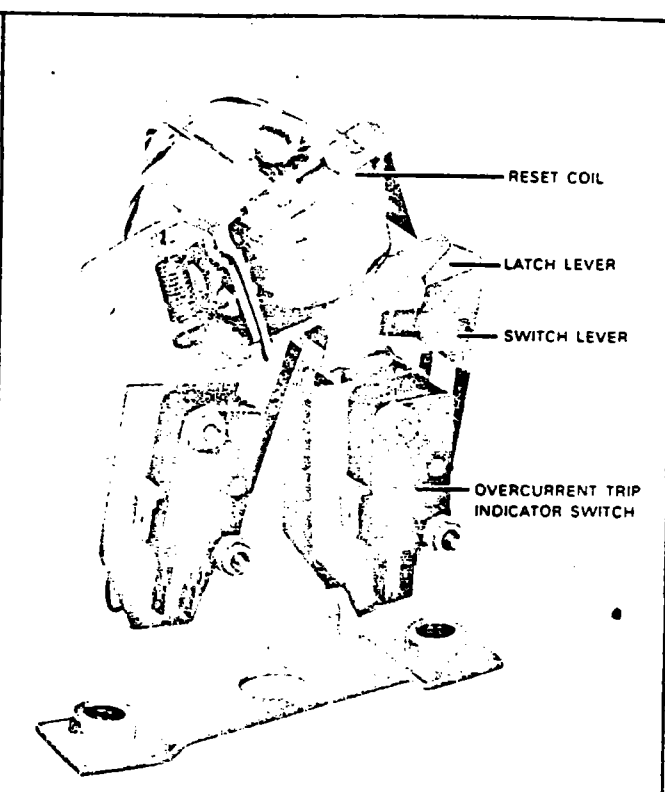 RESET COIL
LATCH LEVER
SWITCH LEVER
OVERCURRENT TRIP
INDICATOR SWITCH